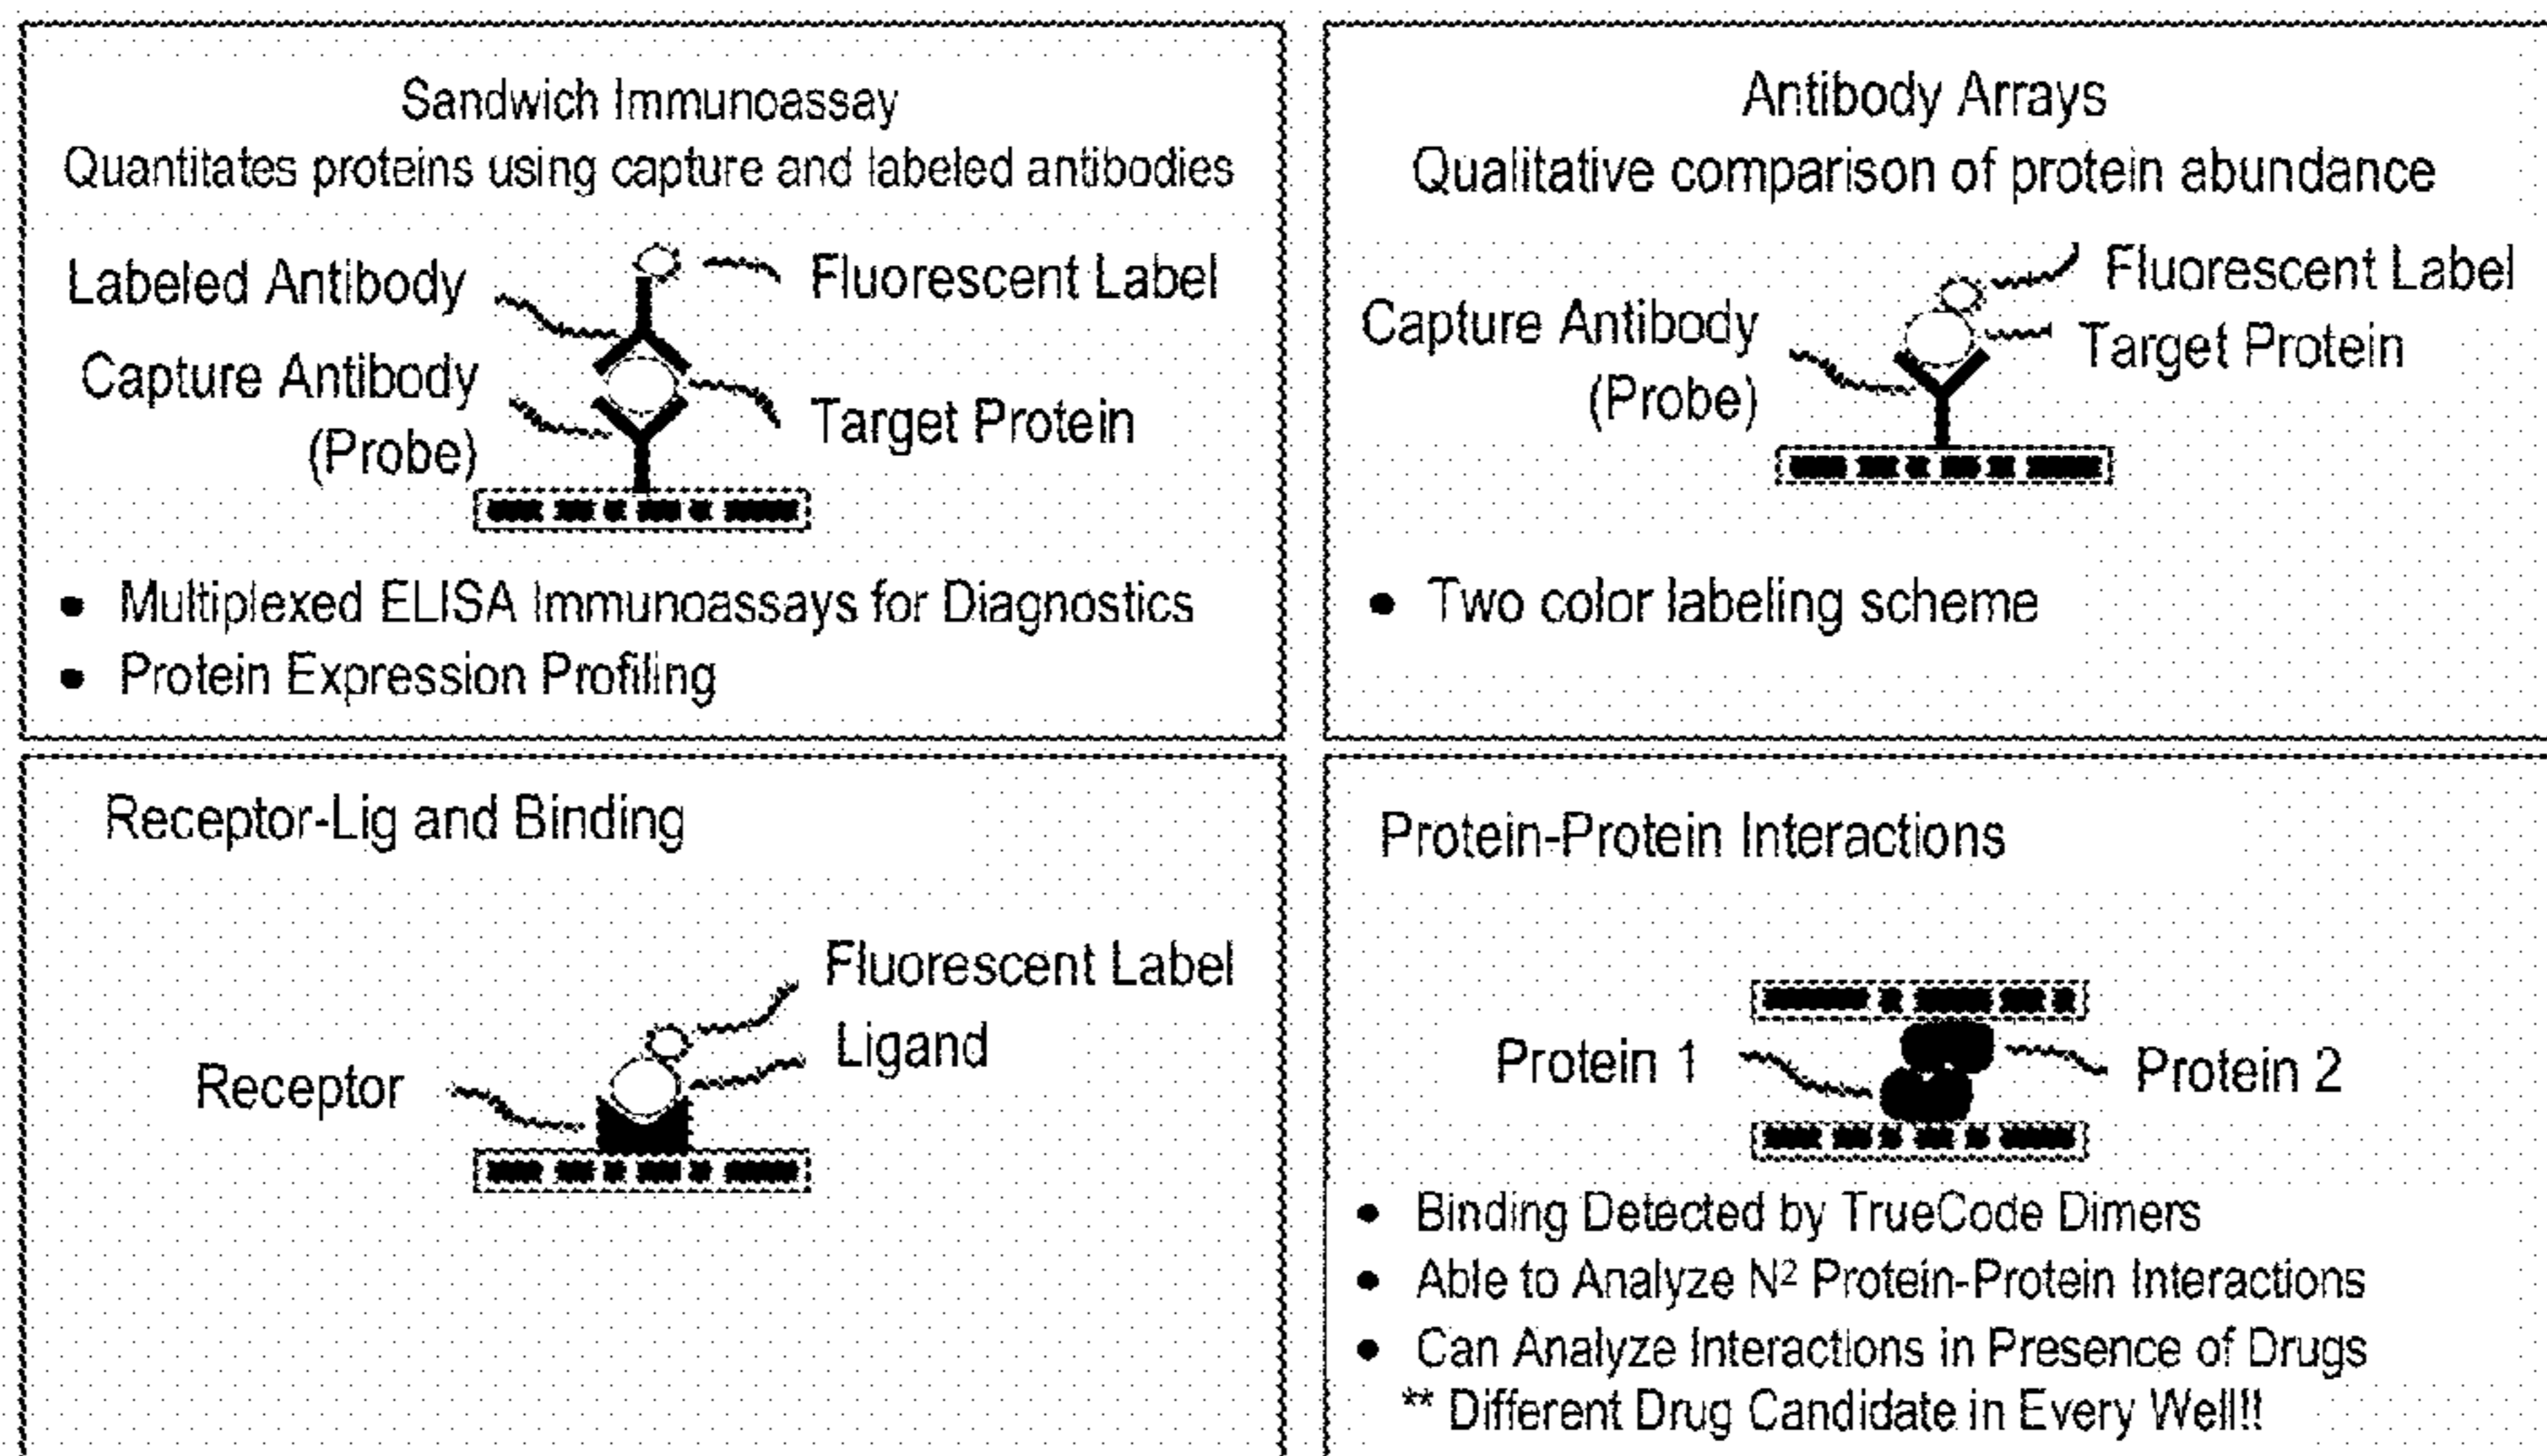 Sandwich Immunoassay
Quantitates proteins using capture and labeled antibodies
Labeled Antibody
Fluorescent Label
Capture Antibody
(Probe)
Target Protein
• Multiplexed ELISA Immunoassays for Diagnostics
• Protein Expression Profiling
Antibody Arrays
Qualitative comparison of protein abundance
Fluorescent Label
Capture Antibody
(Probe)
Target Protein
• Two color labeling scheme
Receptor-Lig and Binding
Fluorescent Label
Ligand
Receptor
Protein-Protein Interactions
Protein 1
Protein 2
• Binding Detected by TrueCode Dimers
• Able to Analyze N² Protein-Protein Interactions
• Can Analyze Interactions in Presence of Drugs
** Different Drug Candidate in Every Well!!